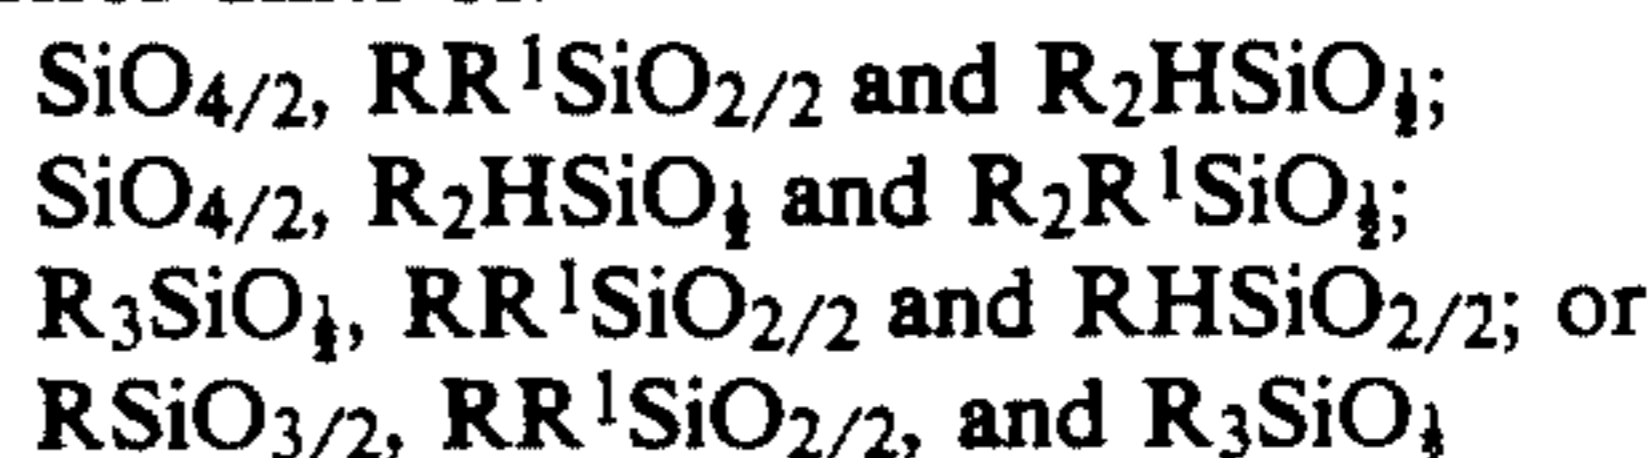 SiO₄/₂, RR¹SiO₂/₂ and R₂HSiO½;
SiO₄/₂, R₂HSiO½ and R₂R¹SiO½;
R₃SiO½, RR¹SiO₂/₂ and RHSiO₂/₂; or
RSiO₃/₂, RR¹SiO₂/₂, and R₃SiO½